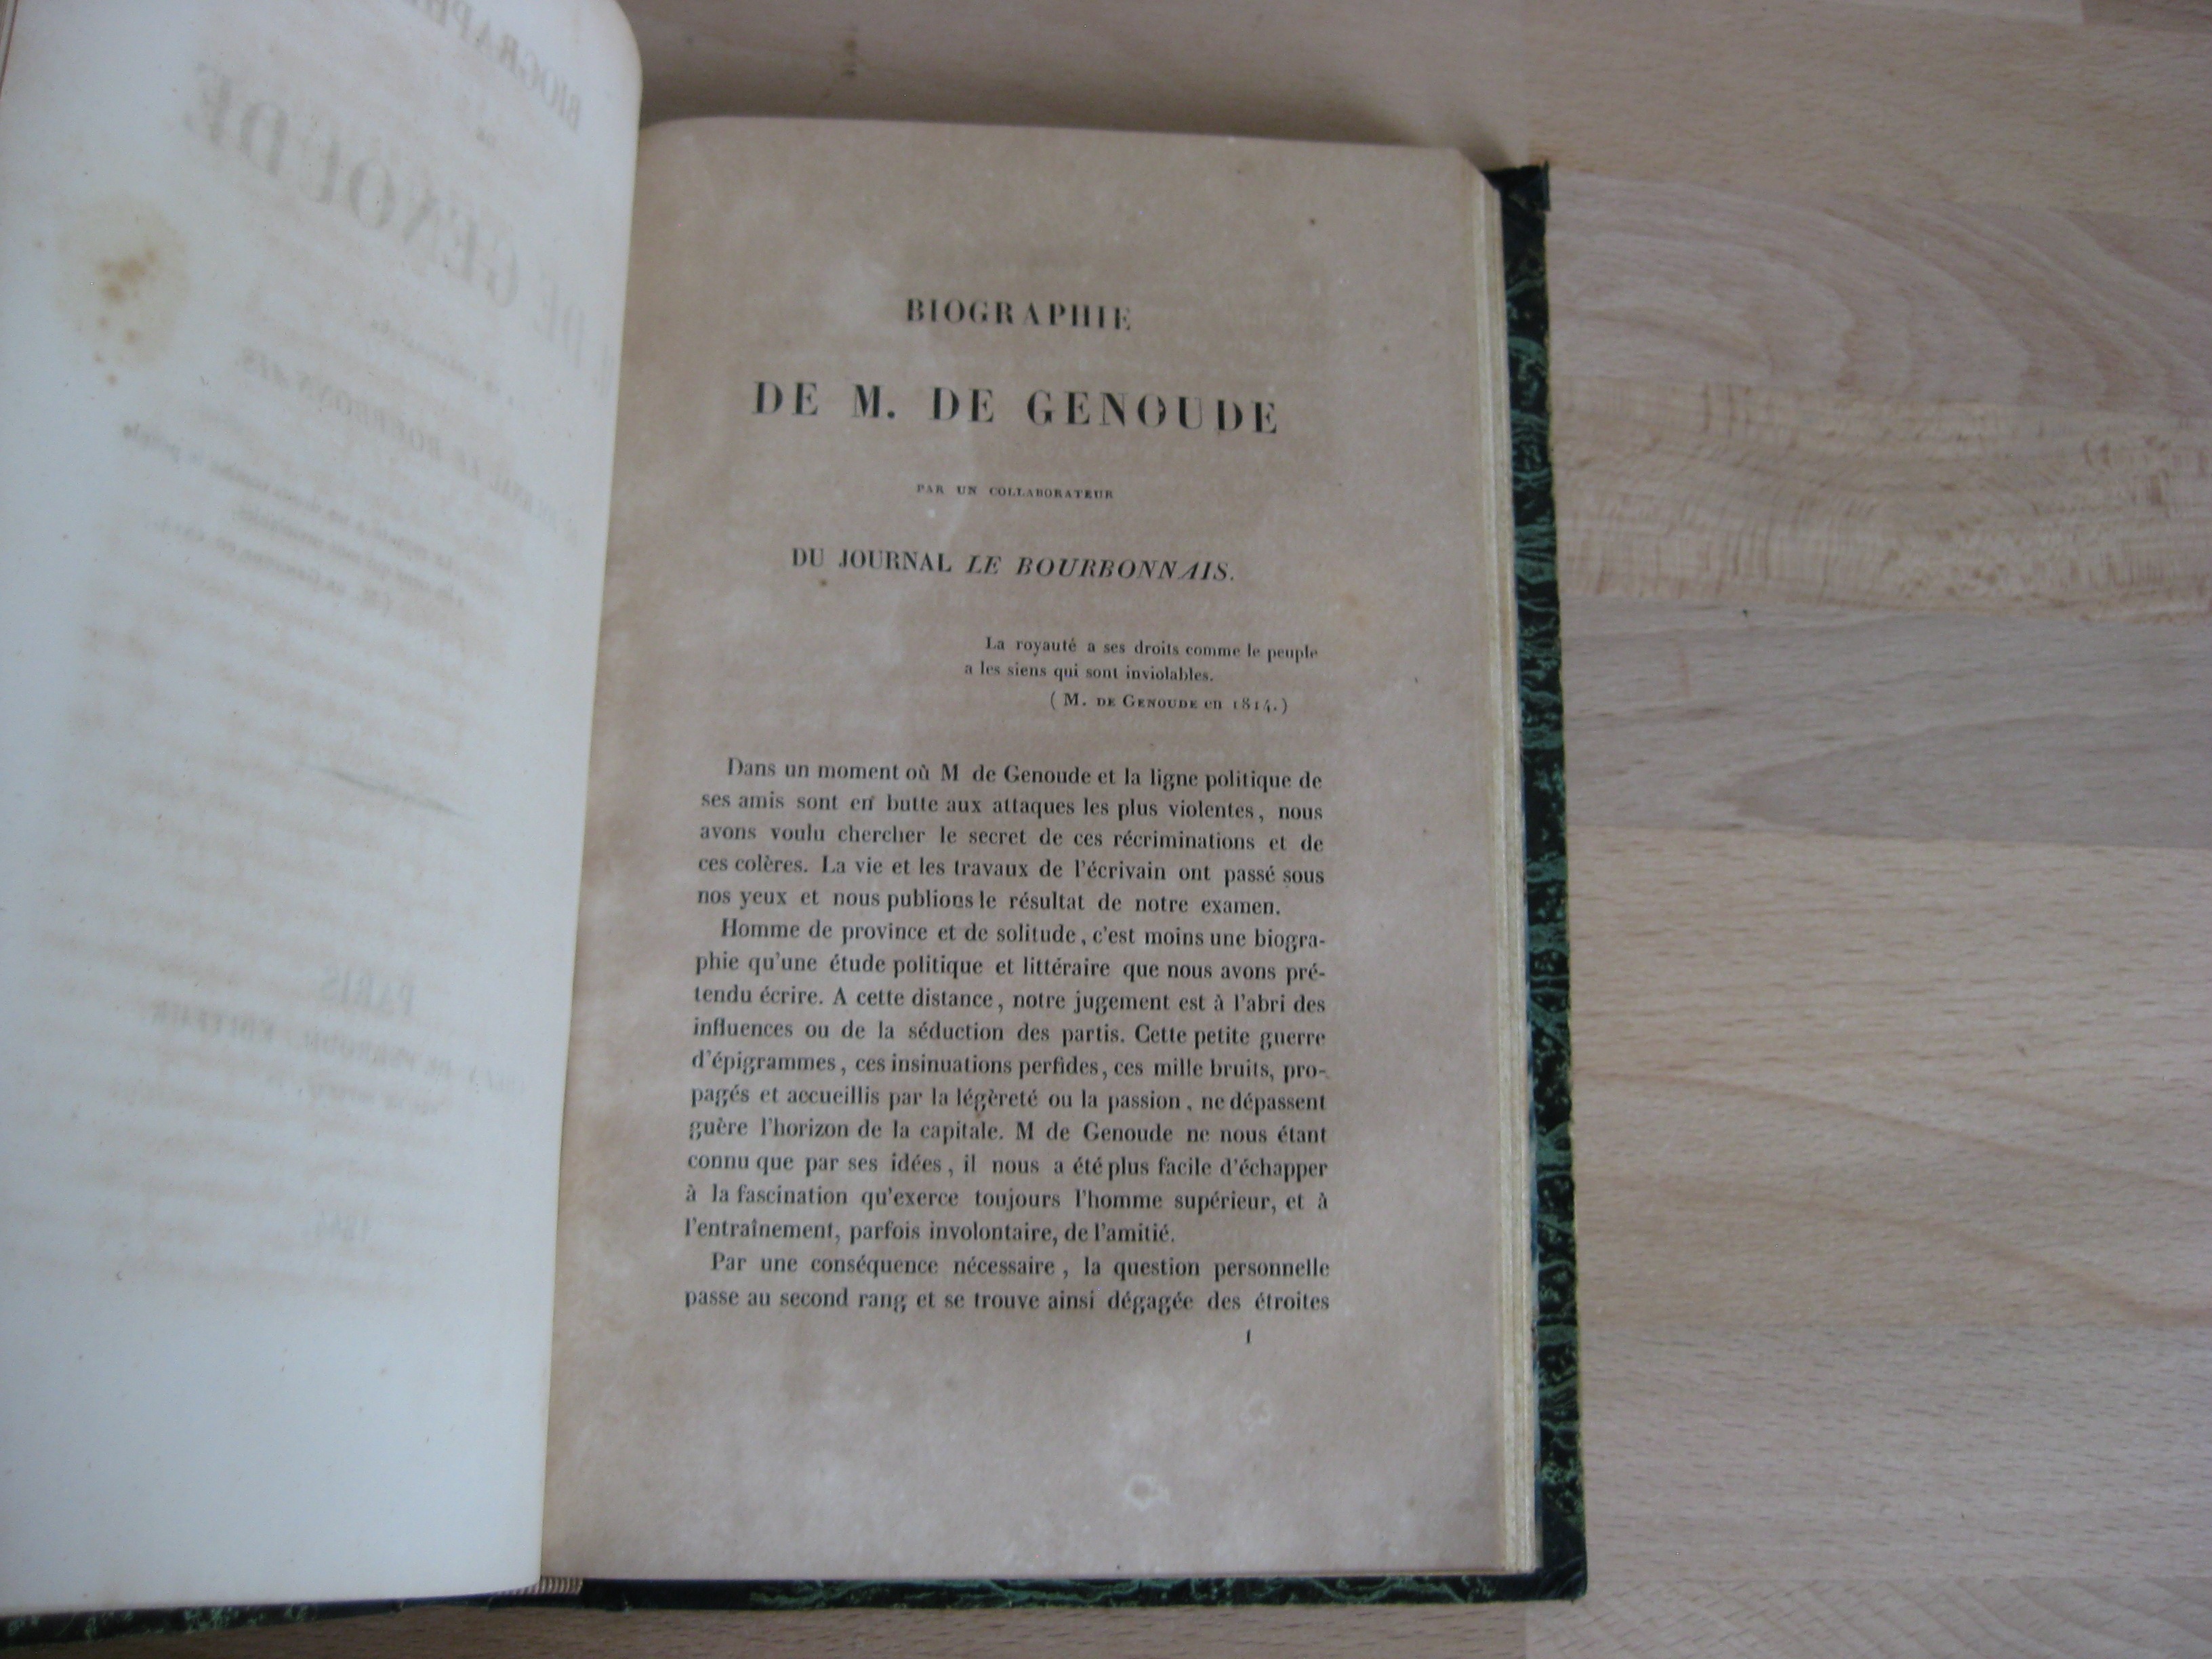 BIOGRAPHIE
DE M. DE GENOUDE
PAR UN COLLABORATEUR
DU JOURNAL LE BOURBONNAIS.
La royauté a ses droits comme le peuple
a les siens qui sont inviolables.
( M. DE GENOUDE en 1814.)
Dans un moment où M de Genoude et la ligne politique de
ses amis sont en butte aux attaques les plus violentes, nous
avons voulu chercher le secret de ces récriminations et de
ces colères. La vie et les travaux de l'écrivain ont passé sous
nos yeux et nous publions le résultat de notre examen.
Homme de province et de solitude, c'est moins une biogra-
phie qu'une étude politique et littéraire que nous avons pré-
tendu écrire. A cette distance, notre jugement est à l'abri des
influences ou de la séduction des partis. Cette petite guerre
d'épigrammes, ces insinuations perfides, ces mille bruits, pro-
pagés et accueillis par la légèreté ou la passion, ne dépassent
guère l'horizon de la capitale. M de Genoude ne nous étant
connu que par ses idées, il nous a été plus facile d'échapper
à la fascination qu'exerce toujours l'homme supérieur, et à
l'entraînement, parfois involontaire, de l'amitié.
Par une conséquence nécessaire, la question personnelle
passe au second rang et se trouve ainsi dégagée des étroites
1